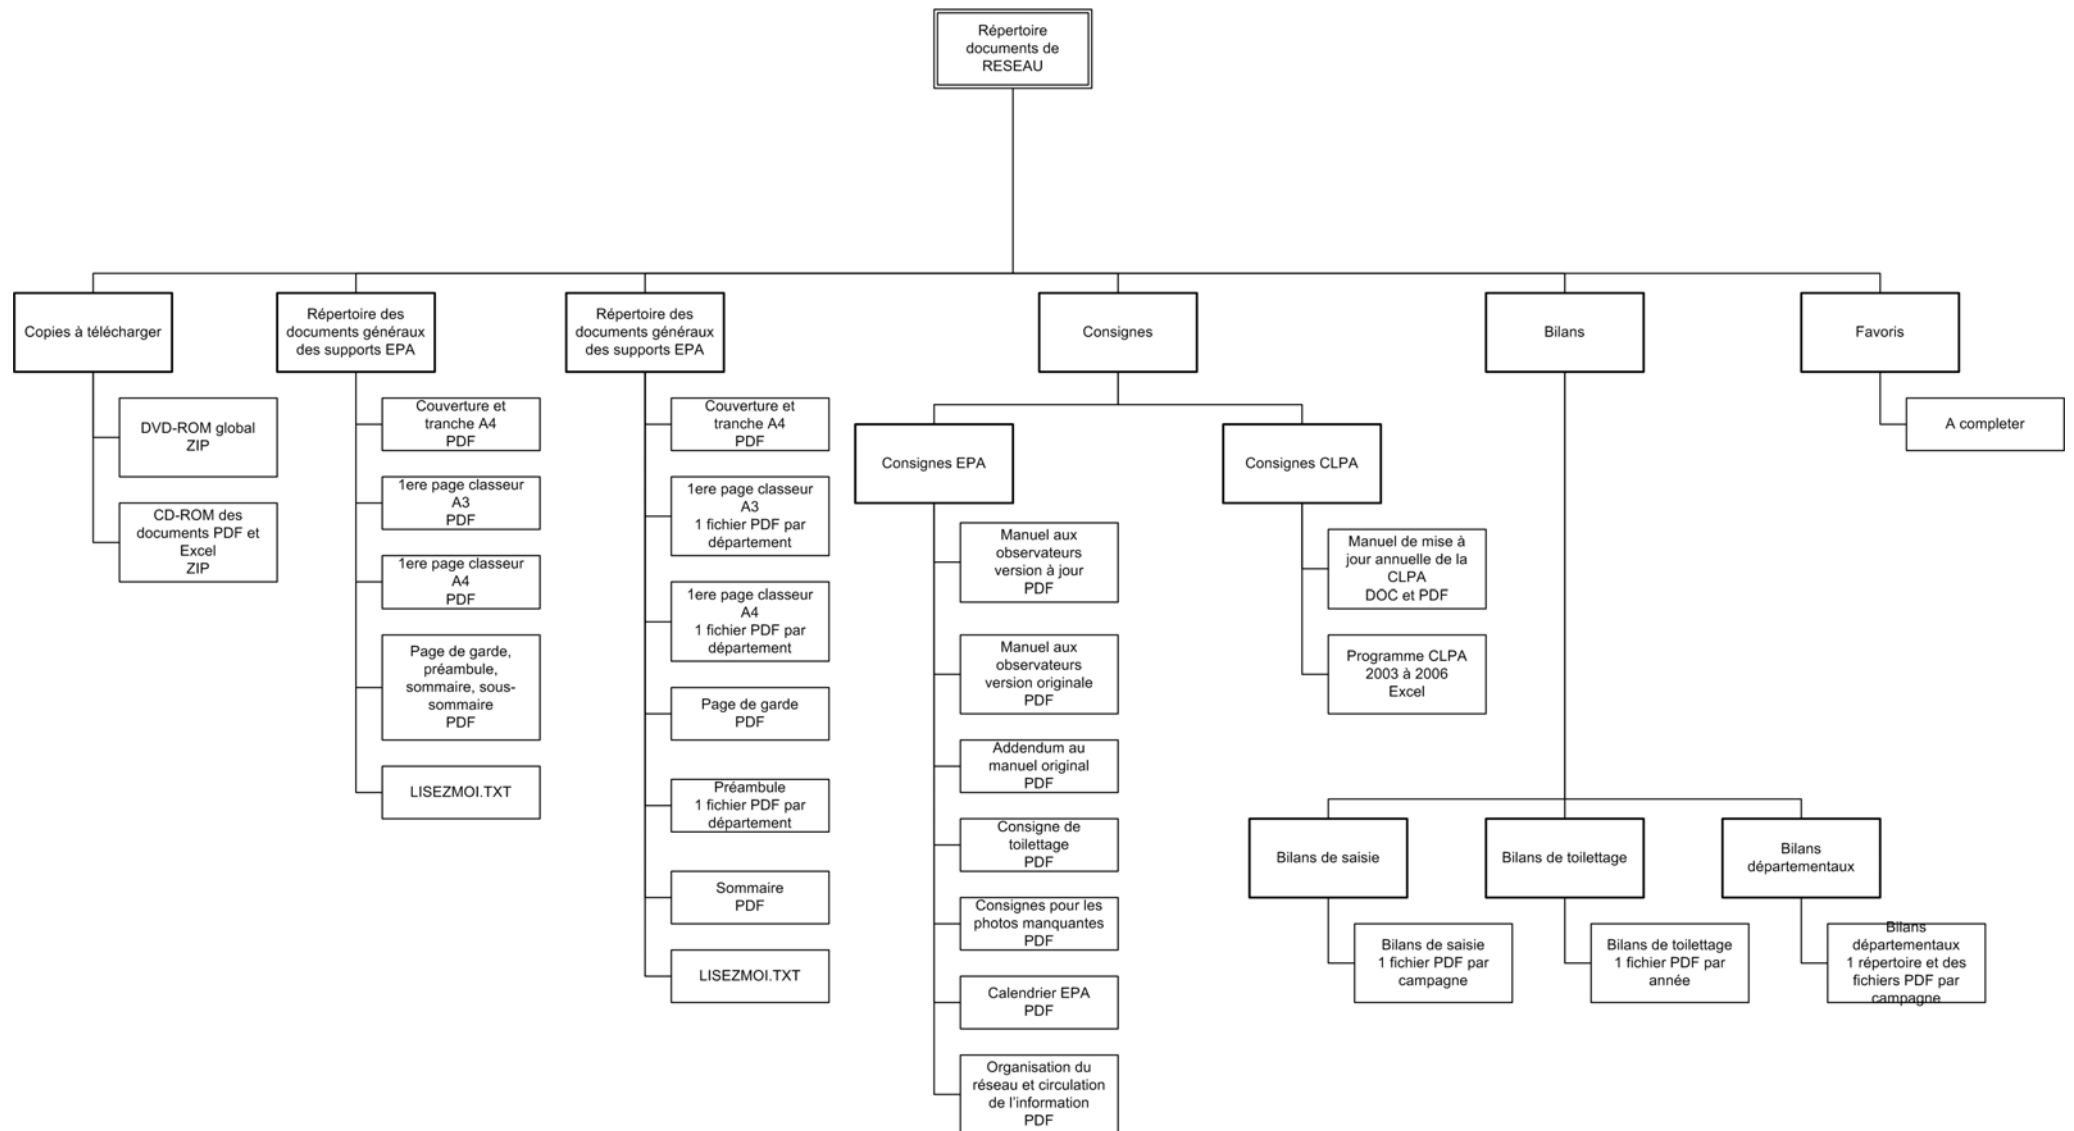 Répertoire
documents de
RESEAU
Copies à télécharger
DVD-ROM global
ZIP
CD-ROM des
documents PDF et
Excel
ZIP
Répertoire des
documents généraux
des supports EPA
Couverture et
tranche A4
PDF
1ere page classeur
A3
PDF
1ere page classeur
A4
PDF
Page de garde,
préambule,
sommaire, sous-
sommaire
PDF
LISEZMOI.TXT
Répertoire des
documents généraux
des supports EPA
Couverture et
tranche A4
PDF
1ere page classeur
A3
1 fichier PDF par
département
1ere page classeur
A4
1 fichier PDF par
département
Page de garde
PDF
Préambule
1 fichier PDF par
département
Sommaire
PDF
LISEZMOI.TXT
Consignes
Consignes EPA
Manuel aux
observateurs
version à jour
PDF
Manuel aux
observateurs
version originale
PDF
Addendum au
manuel original
PDF
Consigne de
toilettage
PDF
Consignes pour les
photos manquantes
PDF
Calendrier EPA
PDF
Organisation du
réseau et circulation
de l'information
PDF
Consignes CLPA
Manuel de mise à
jour annuelle de la
CLPA
DOC et PDF
Programme CLPA
2003 à 2006
Excel
Bilans
Bilans de saisie
Bilans de saisie
1 fichier PDF par
campagne
Bilans de toilettage
Bilans de toilettage
1 fichier PDF par
année
Bilans
départementaux
Bilans
départementaux
1 répertoire et des
fichiers PDF par
campagne
Favoris
A completer